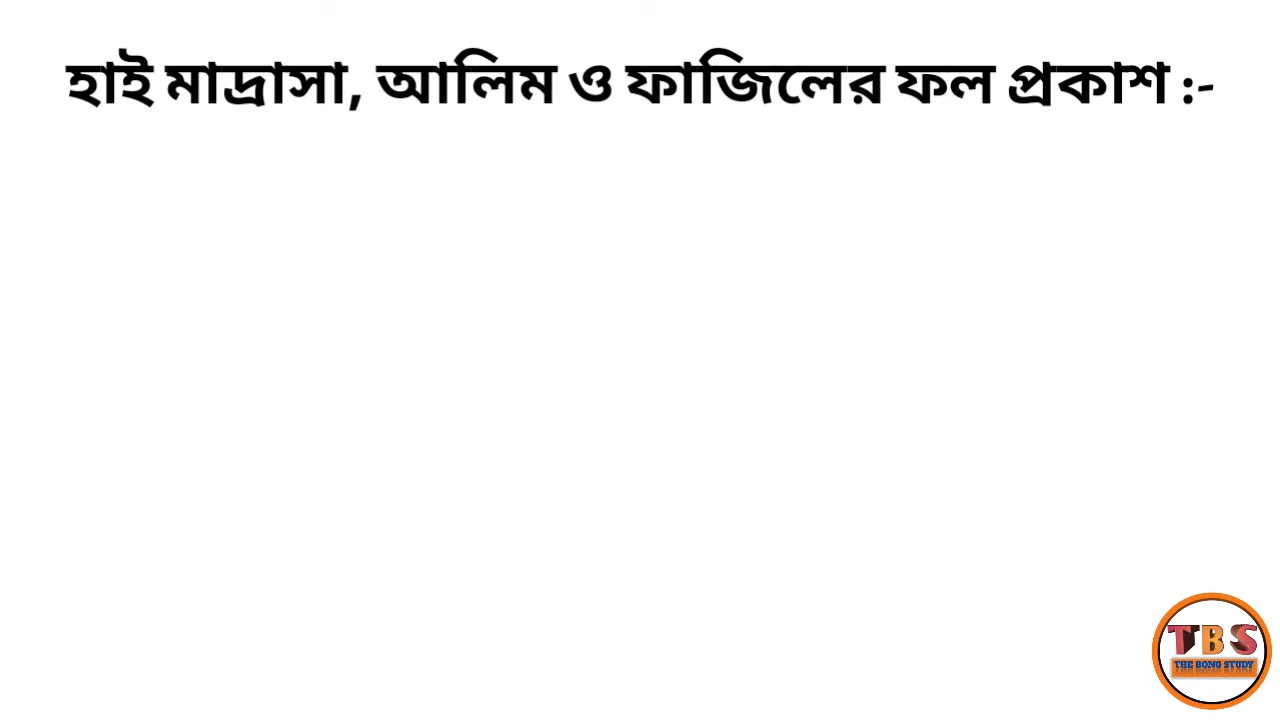 হাই মাদ্রাসা, আলিম ও ফাজিলের ফল প্রকাশ :-
TBS
THE BONG STUDY